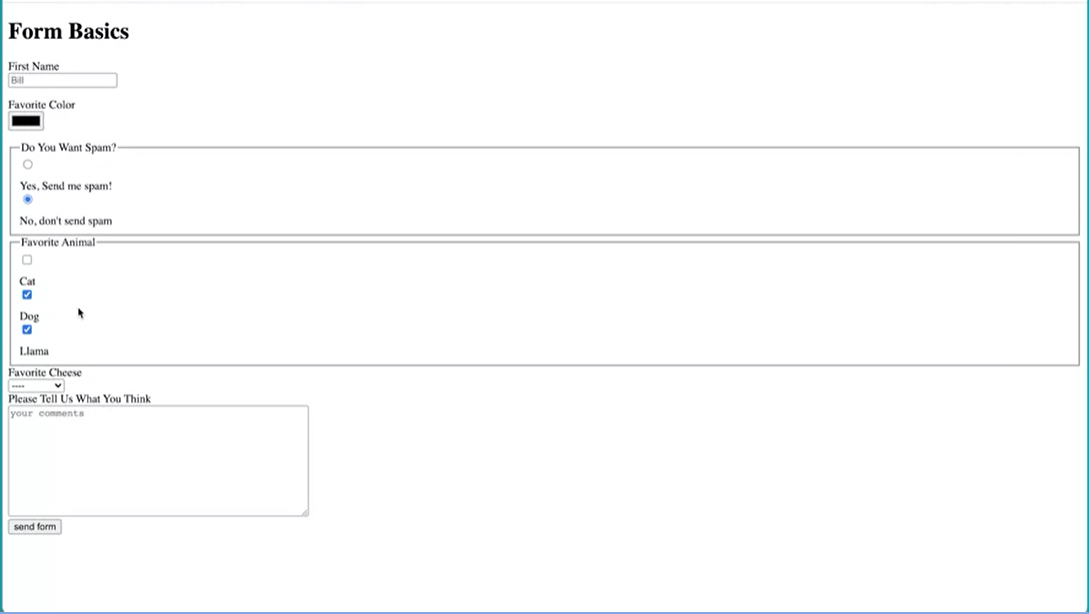 Form Basics
First Name
Bill
Favorite Color
Do You Want Spam?
Yes, Send me spam!
No, don't send spam
Favorite Animal
Cat
Dog
Llama
Favorite Cheese
----
Please Tell Us What You Think
your comments
send form